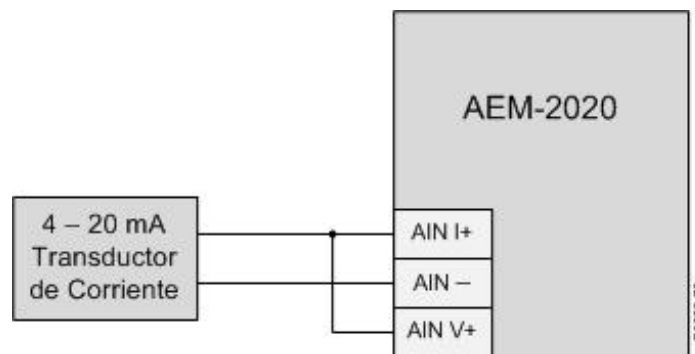 AEM-2020
4 – 20 mA
Transductor
de Corriente
AIN I+
AIN –
AIN V+